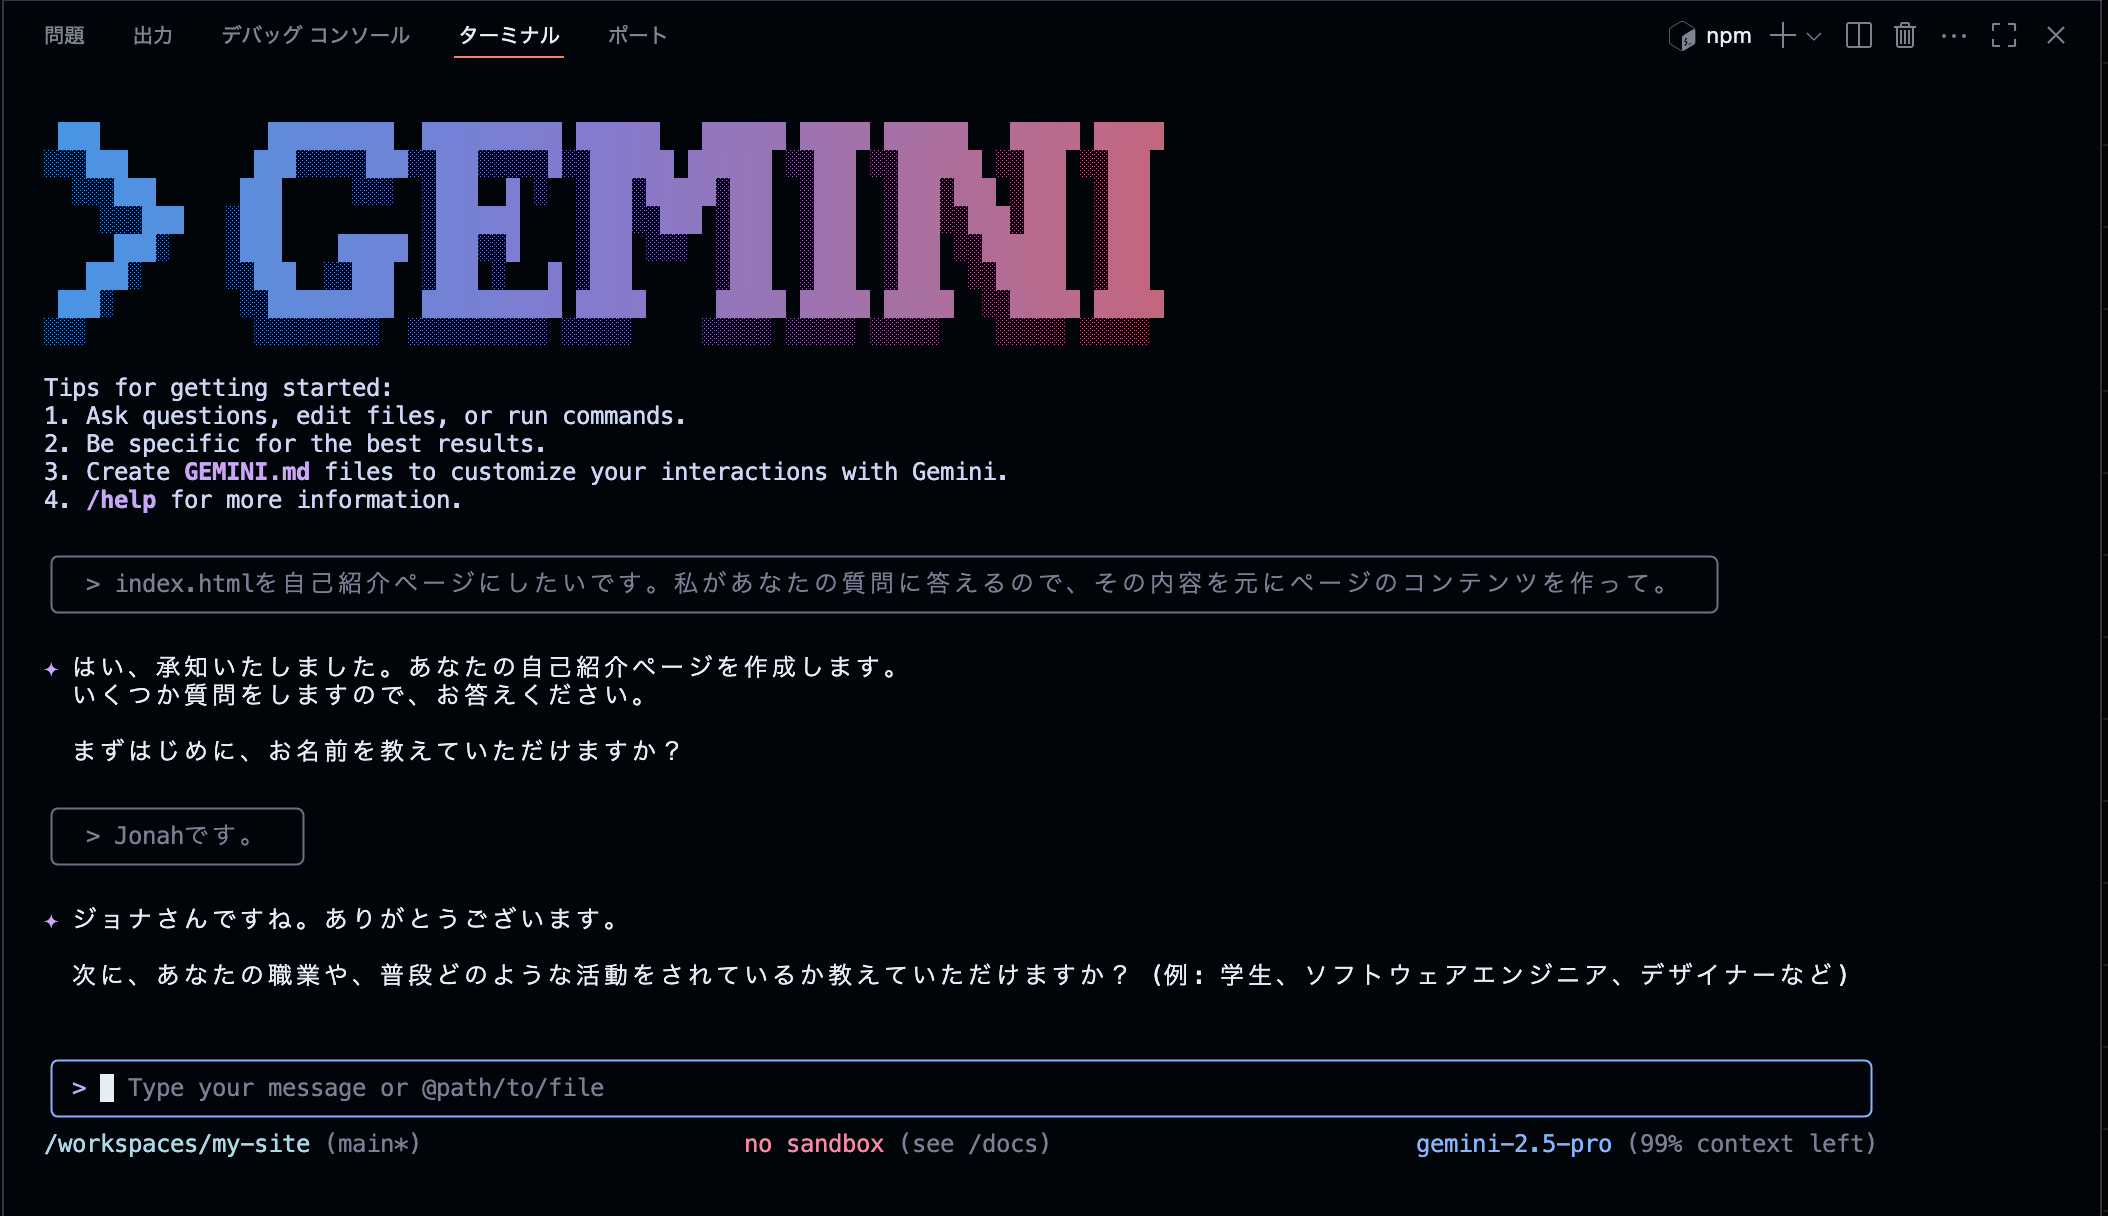 問題 出力 デバッグ コンソール ターミナル ポート npm
GEMINI
Tips for getting started:
1. Ask questions, edit files, or run commands.
2. Be specific for the best results.
3. Create GEMINI.md files to customize your interactions with Gemini.
4. /help for more information.
> index.htmlを自己紹介ページにしたいです。私があなたの質問に答えるので、その内容を元にページのコンテンツを作って。
✦ はい、承知いたしました。あなたの自己紹介ページを作成します。
いくつか質問をしますので、お答えください。
まずはじめに、お名前を教えていただけますか？
> Jonahです。
✦ ジョナさんですね。ありがとうございます。
次に、あなたの職業や、普段どのような活動をされているか教えていただけますか？ (例: 学生、ソフトウェアエンジニア、デザイナーなど)
> Type your message or @path/to/file
/workspaces/my-site (main*) no sandbox (see /docs) gemini-2.5-pro (99% context left)